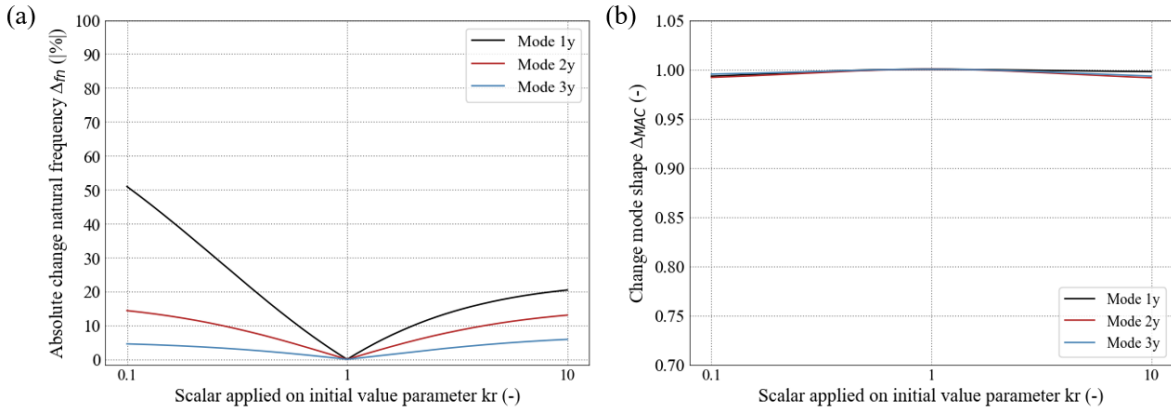 (a)
Absolute change natural frequency Δfn (|%|)
100
90
80
70
60
50
40
30
20
10
0
0.1
1
10
Scalar applied on initial value parameter kr (-)
Mode 1y
Mode 2y
Mode 3y
(b)
Change mode shape ΔMAC (-)
1.05
1.00
0.95
0.90
0.85
0.80
0.75
0.70
0.1
1
10
Scalar applied on initial value parameter kr (-)
Mode 1y
Mode 2y
Mode 3y